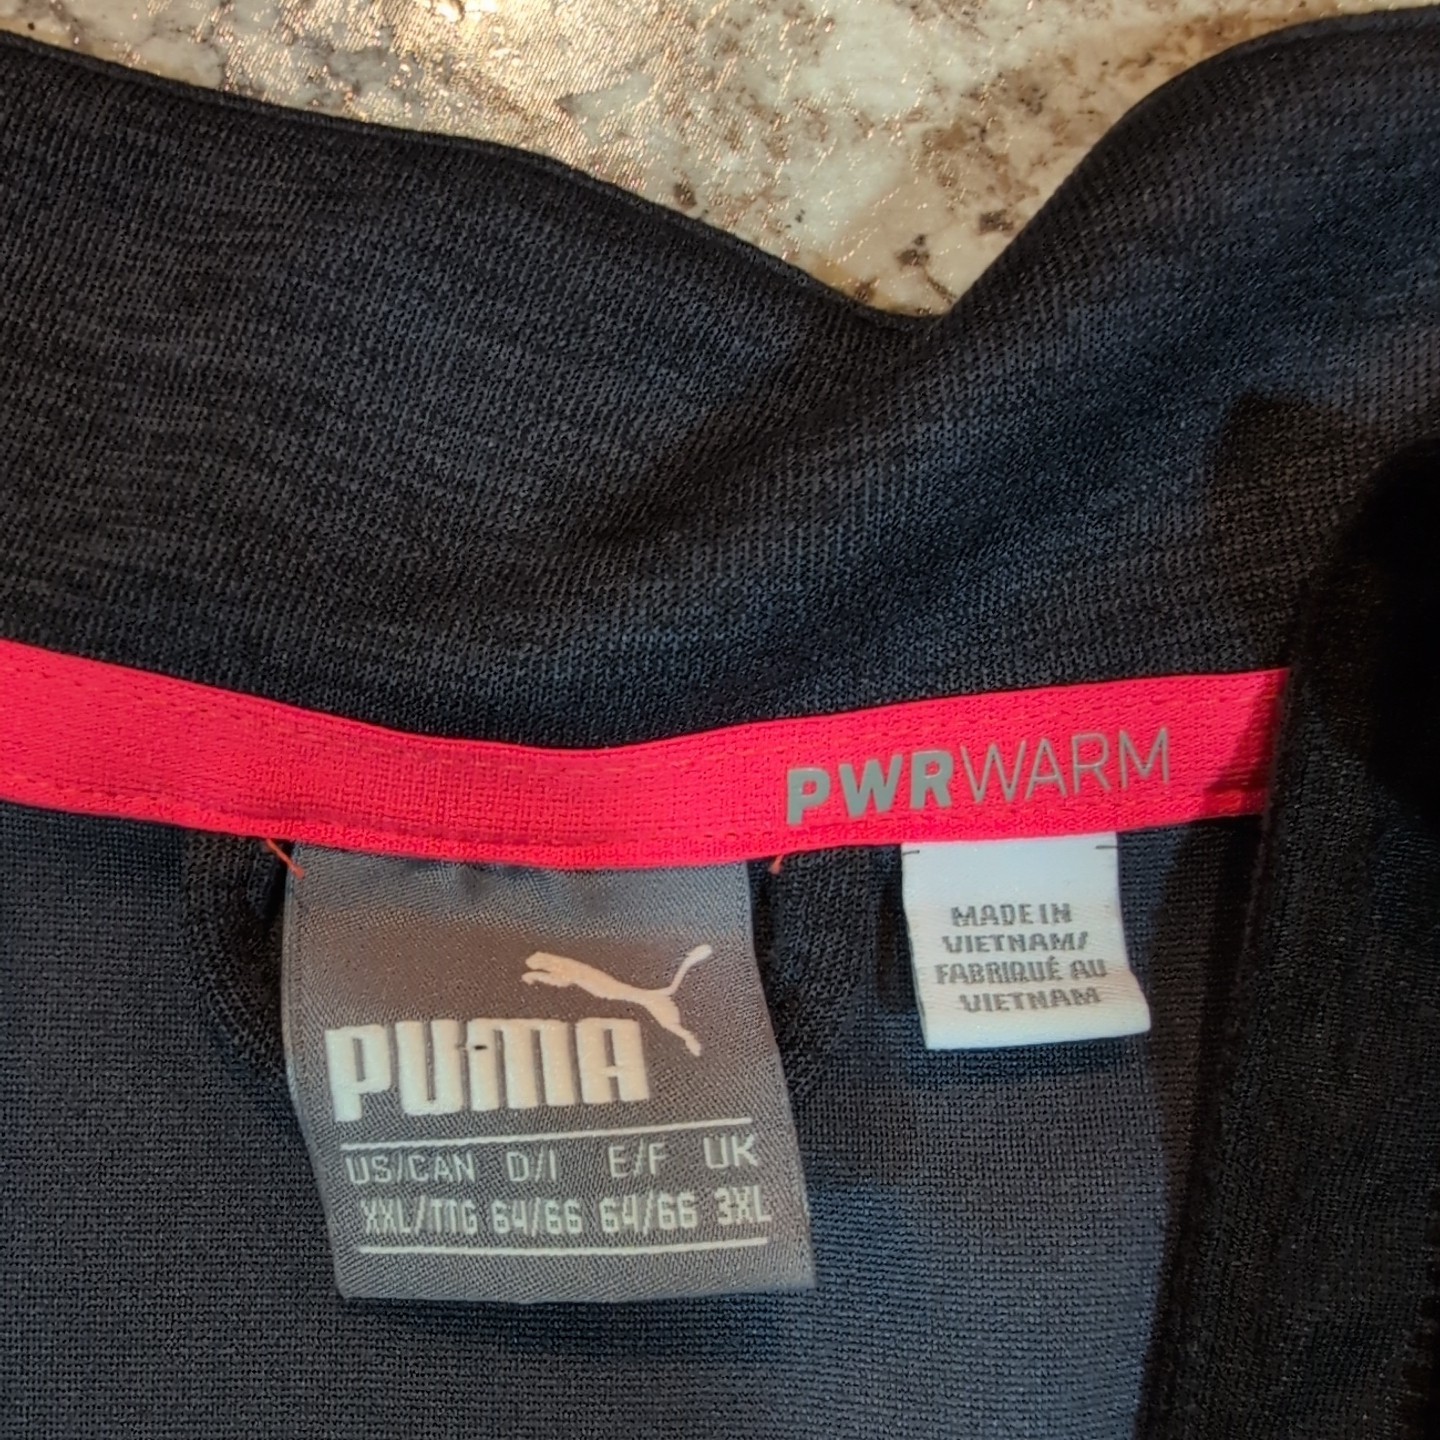 PWRWARM
PUMA
US/CAN D/I E/F UK
XXL/TTG 64/66 64/66 3XL
MADE IN
VIETNAM/
FABRIQUÉ AU
VIETNAM